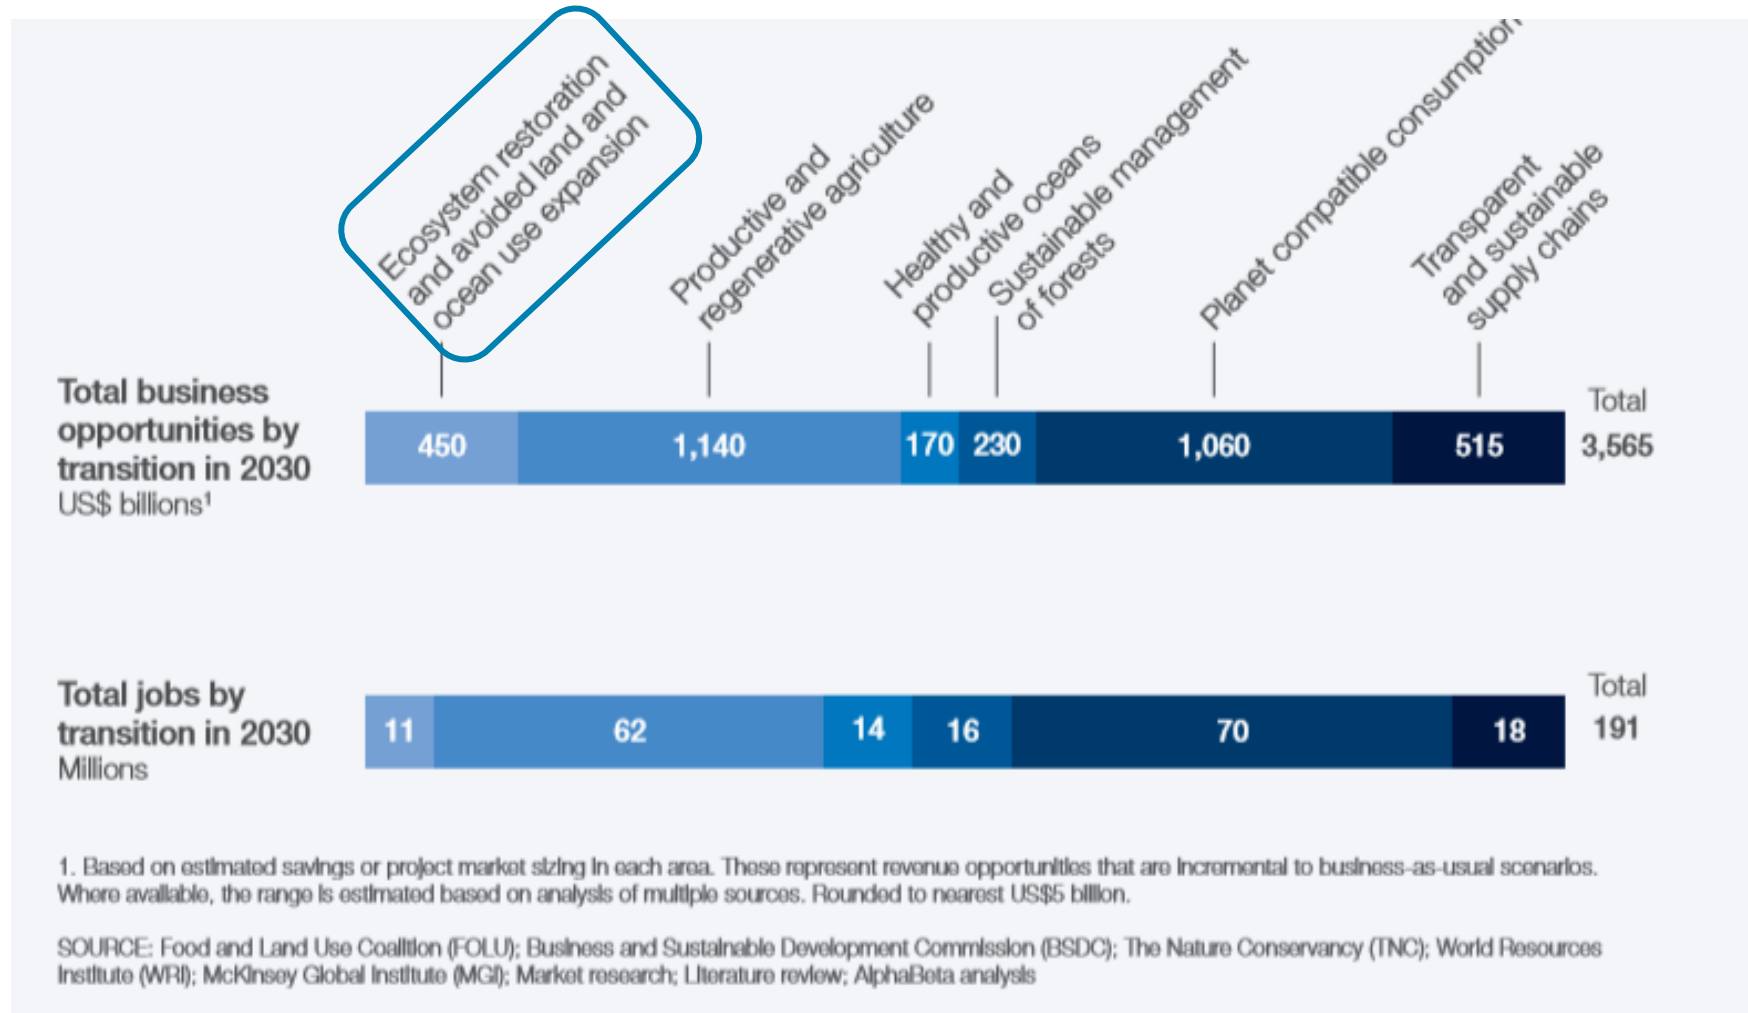 Ecosystem restoration
and avoided land and
ocean use expansion
Productive and
regenerative agriculture
Healthy and
productive oceans
Sustainable management
of forests
Planet compatible consumption
Transparent
and sustainable
supply chains
Total business
opportunities by
transition in 2030
US$ billions¹
450
1,140
170
230
1,060
515
Total
3,565
Total jobs by
transition in 2030
Millions
11
62
14
16
70
18
Total
191
1. Based on estimated savings or project market sizing in each area. These represent revenue opportunities that are incremental to business-as-usual scenarios.
Where available, the range is estimated based on analysis of multiple sources. Rounded to nearest US$5 billion.
SOURCE: Food and Land Use Coalition (FOLU); Business and Sustainable Development Commission (BSDC); The Nature Conservancy (TNC); World Resources
Institute (WRI); McKinsey Global Institute (MGI); Market research; Literature review; AlphaBeta analysis